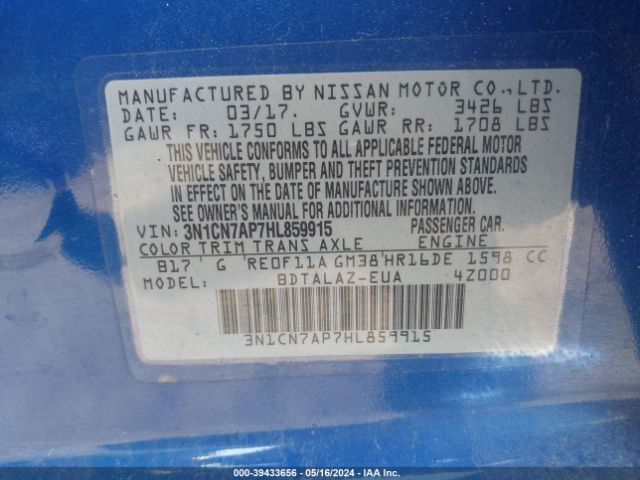 MANUFACTURED BY NISSAN MOTOR CO.,LTD.
DATE: 03/17. GVWR: 3426 LBS
GAWR FR: 1750 LBS GAWR RR: 1708 LBS
THIS VEHICLE CONFORMS TO ALL APPLICABLE FEDERAL MOTOR
VEHICLE SAFETY, BUMPER AND THEFT PREVENTION STANDARDS
IN EFFECT ON THE DATE OF MANUFACTURE SHOWN ABOVE.
SEE OWNER'S MANUAL FOR ADDITIONAL INFORMATION.
VIN: 3N1CN7AP7HL859915 PASSENGER CAR.
COLOR TRIM TRANS AXLE ENGINE
B17 G RE0F11A GM38 HR16DE 1598 CC
MODEL: BDTALAZ-EUA 4Z000
3N1CN7AP7HL859915
00-39433656 - 05/16/2024 - IAA Inc.